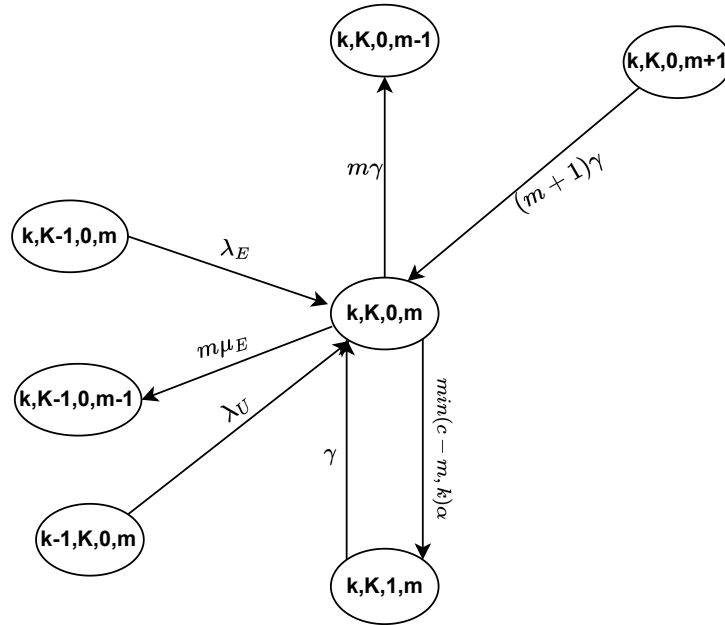 k,K,0,m-1
k,K,0,m+1
mγ
(m + 1)γ
k,K-1,0,m
λ_E
k,K,0,m
mμ_E
k,K-1,0,m-1
λ_U
γ
min(c − m, k)α
k-1,K,0,m
k,K,1,m